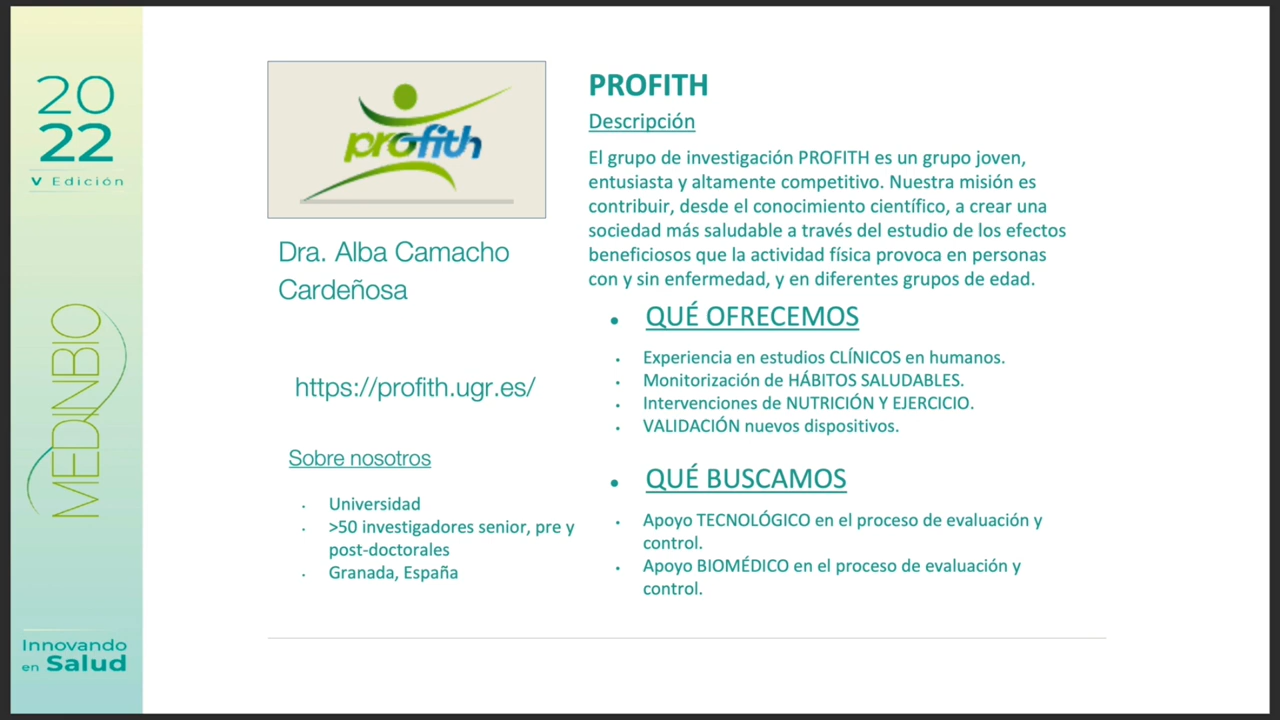 20
22
V Edición
MEDINBIO
Innovando
en Salud
profith
Dra. Alba Camacho
Cardeñosa
https://profith.ugr.es/
Sobre nosotros
• Universidad
• >50 investigadores senior, pre y
post-doctorales
• Granada, España
PROFITH
Descripción
El grupo de investigación PROFITH es un grupo joven,
entusiasta y altamente competitivo. Nuestra misión es
contribuir, desde el conocimiento científico, a crear una
sociedad más saludable a través del estudio de los efectos
beneficiosos que la actividad física provoca en personas
con y sin enfermedad, y en diferentes grupos de edad.
• QUÉ OFRECEMOS
• Experiencia en estudios CLÍNICOS en humanos.
• Monitorización de HÁBITOS SALUDABLES.
• Intervenciones de NUTRICIÓN Y EJERCICIO.
• VALIDACIÓN nuevos dispositivos.
• QUÉ BUSCAMOS
• Apoyo TECNOLÓGICO en el proceso de evaluación y
control.
• Apoyo BIOMÉDICO en el proceso de evaluación y
control.